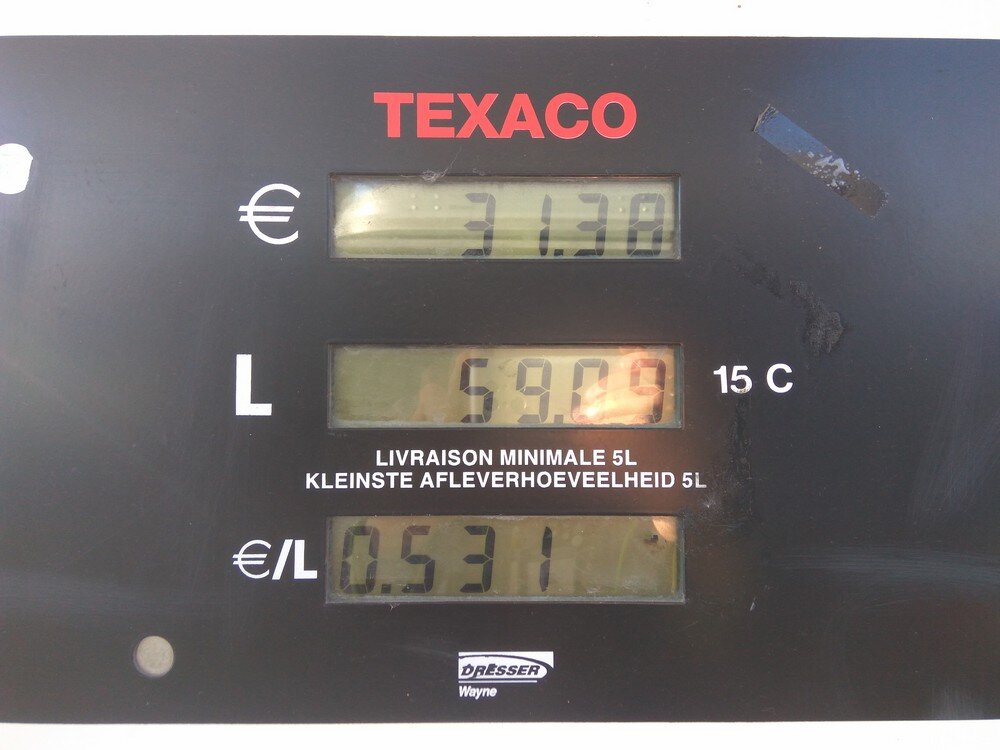 TEXACO
€ 31.38
L 59.09 15 C
LIVRAISON MINIMALE 5L
KLEINSTE AFLEVERHOEVEELHEID 5L
€/L 0.531
DRESSER
Wayne